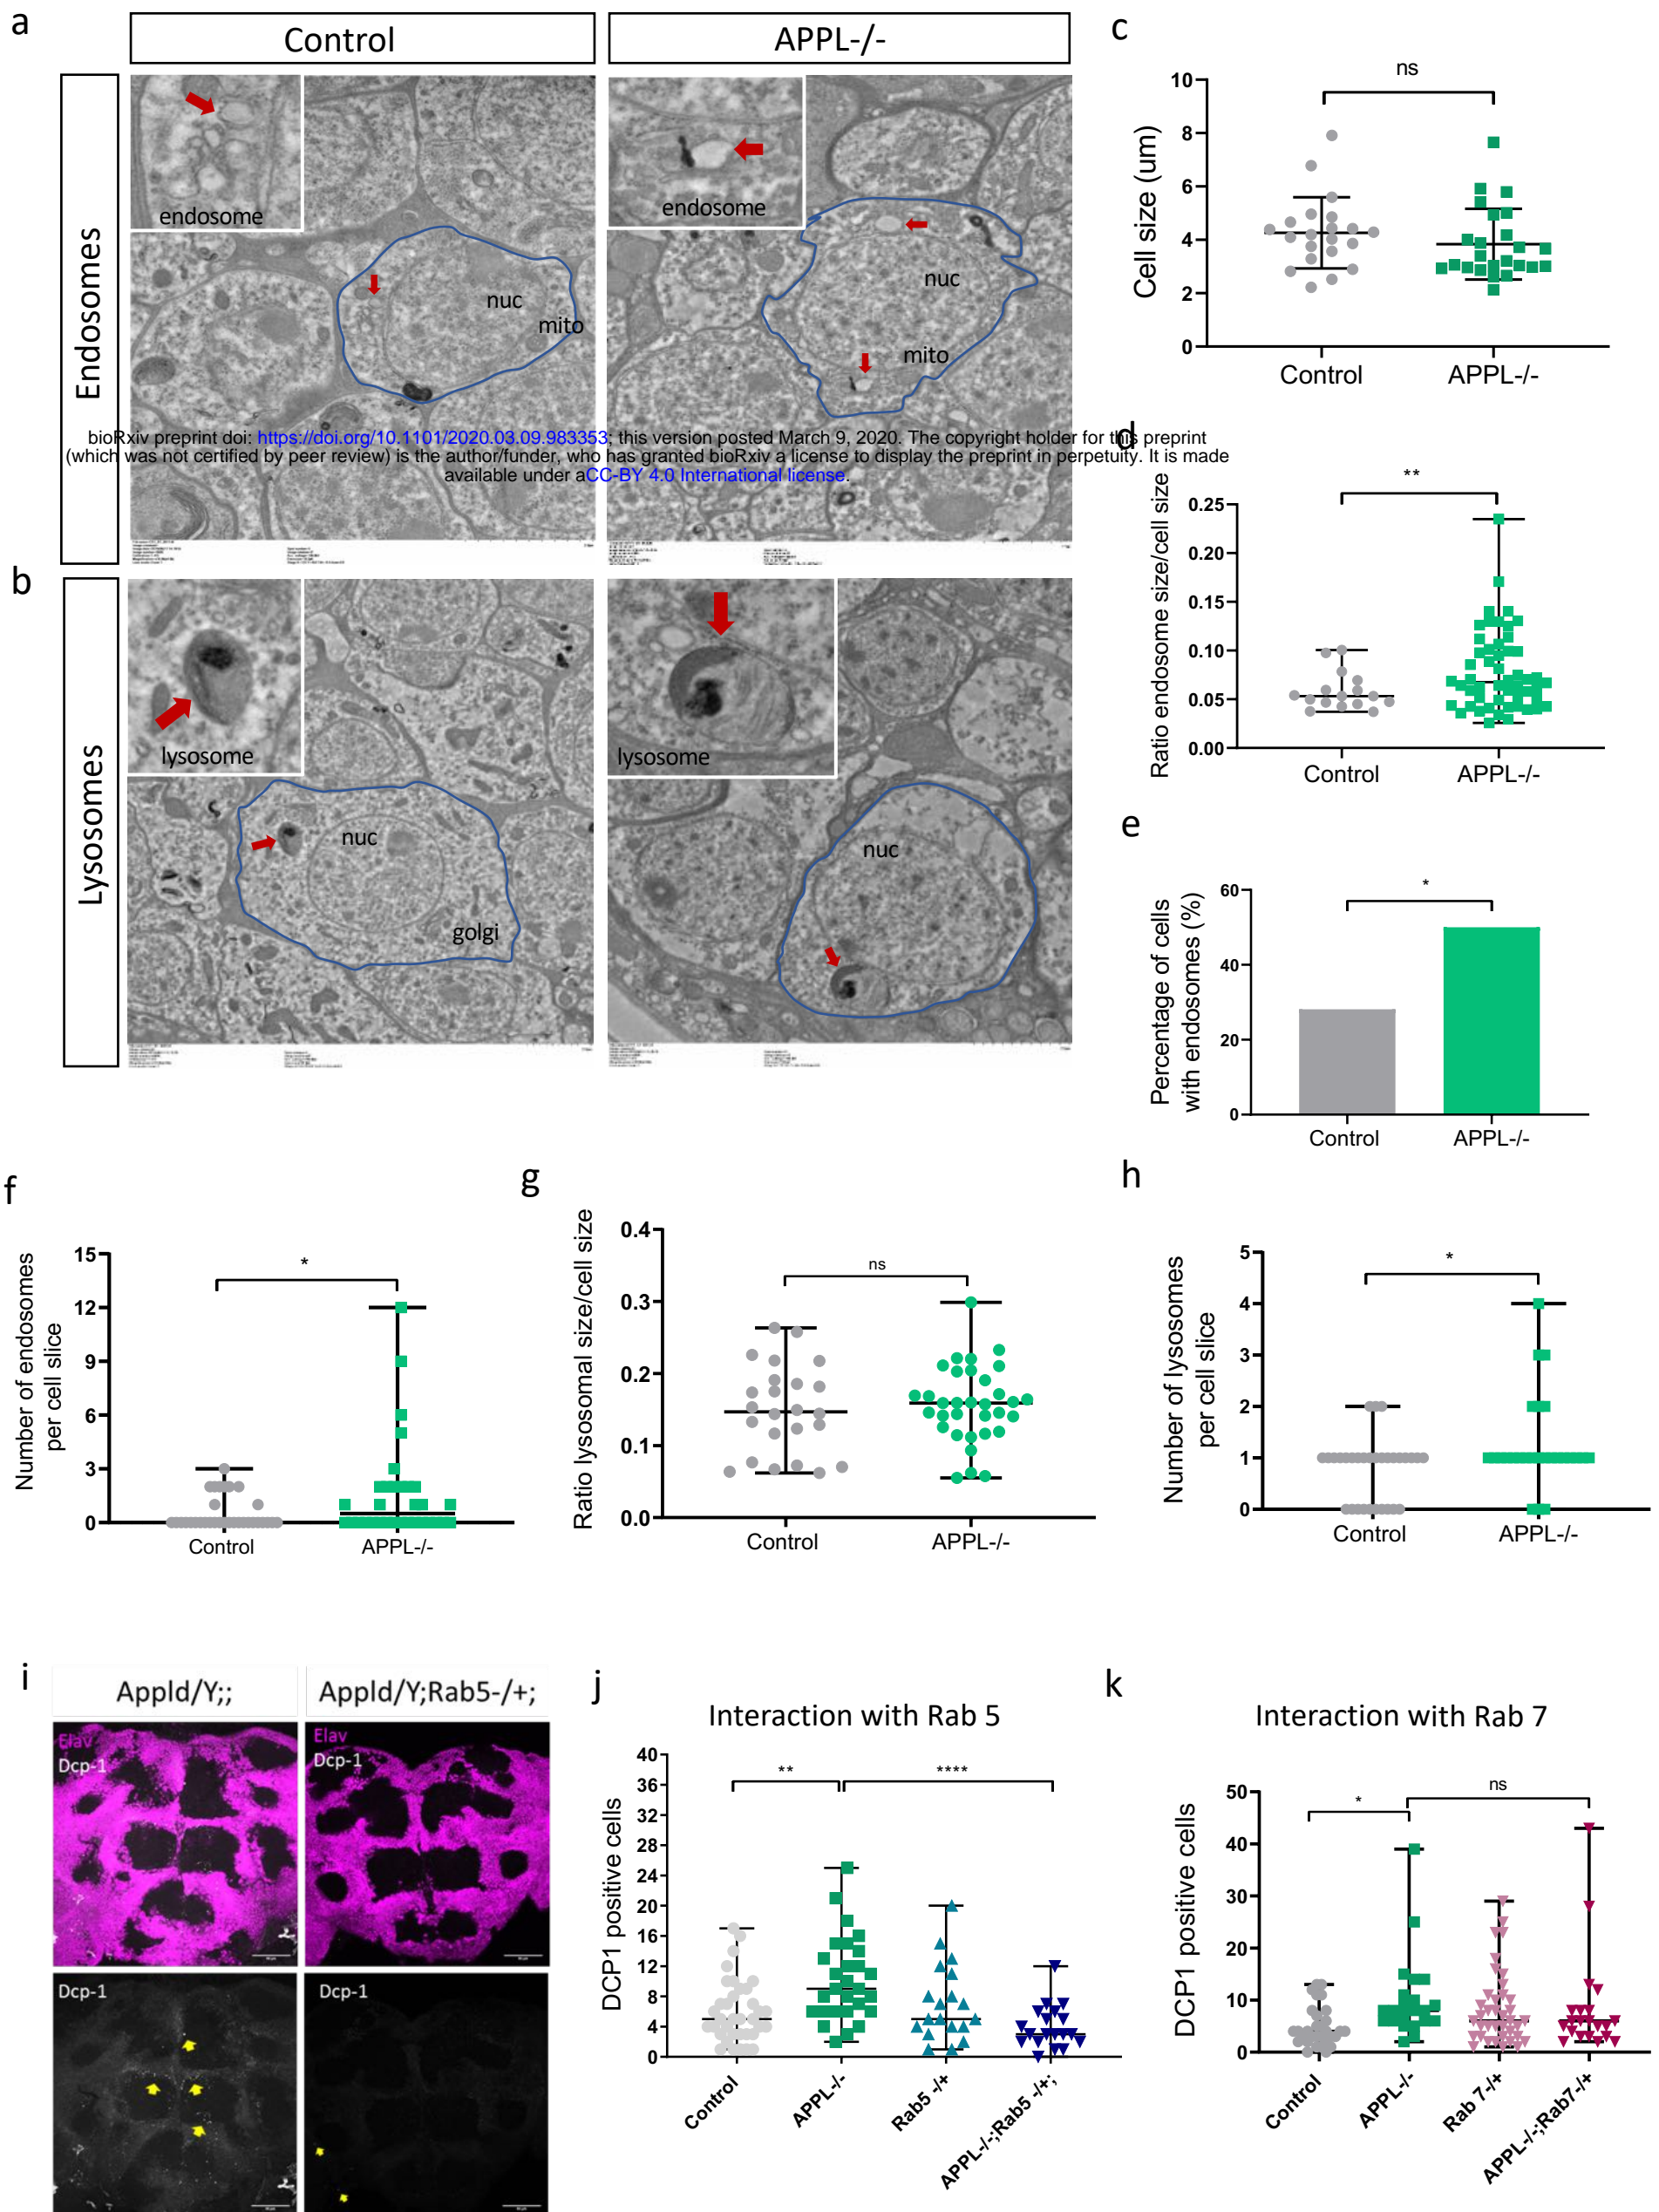 a
Control
APPL-/-
Endosomes
endosome
nuc
mito
endosome
nuc
mito
bioRxiv preprint doi: https://doi.org/10.1101/2020.03.09.983353; this version posted March 9, 2020. The copyright holder for this preprint
(which was not certified by peer review) is the author/funder, who has granted bioRxiv a license to display the preprint in perpetuity. It is made
available under aCC-BY 4.0 International license.
b
Lysosomes
lysosome
nuc
golgi
lysosome
nuc
c
Cell size (um)
10
8
6
4
2
0
ns
Control
APPL-/-
d
Ratio endosome size/cell size
0.25
0.20
0.15
0.10
0.05
0.00
**
Control
APPL-/-
e
Percentage of cells
with endosomes (%)
60
40
20
0
*
Control
APPL-/-
f
Number of endosomes
per cell slice
15
12
9
6
3
0
*
Control
APPL-/-
g
Ratio lysosomal size/cell size
0.4
0.3
0.2
0.1
0.0
ns
Control
APPL-/-
h
Number of lysosomes
per cell slice
5
4
3
2
1
0
*
Control
APPL-/-
i
Appld/Y;;
Appld/Y;Rab5-/+;
Elav
Dcp-1
Elav
Dcp-1
Dcp-1
Dcp-1
j
Interaction with Rab 5
DCP1 positive cells
40
36
32
28
24
20
16
12
8
4
0
**
****
Control
APPL-/-
Rab5 -/+
APPL-/-;Rab5 -/+;
k
Interaction with Rab 7
DCP1 positive cells
50
40
30
20
10
0
*
ns
Control
APPL-/-
Rab 7-/+
APPL-/-;Rab7-/+